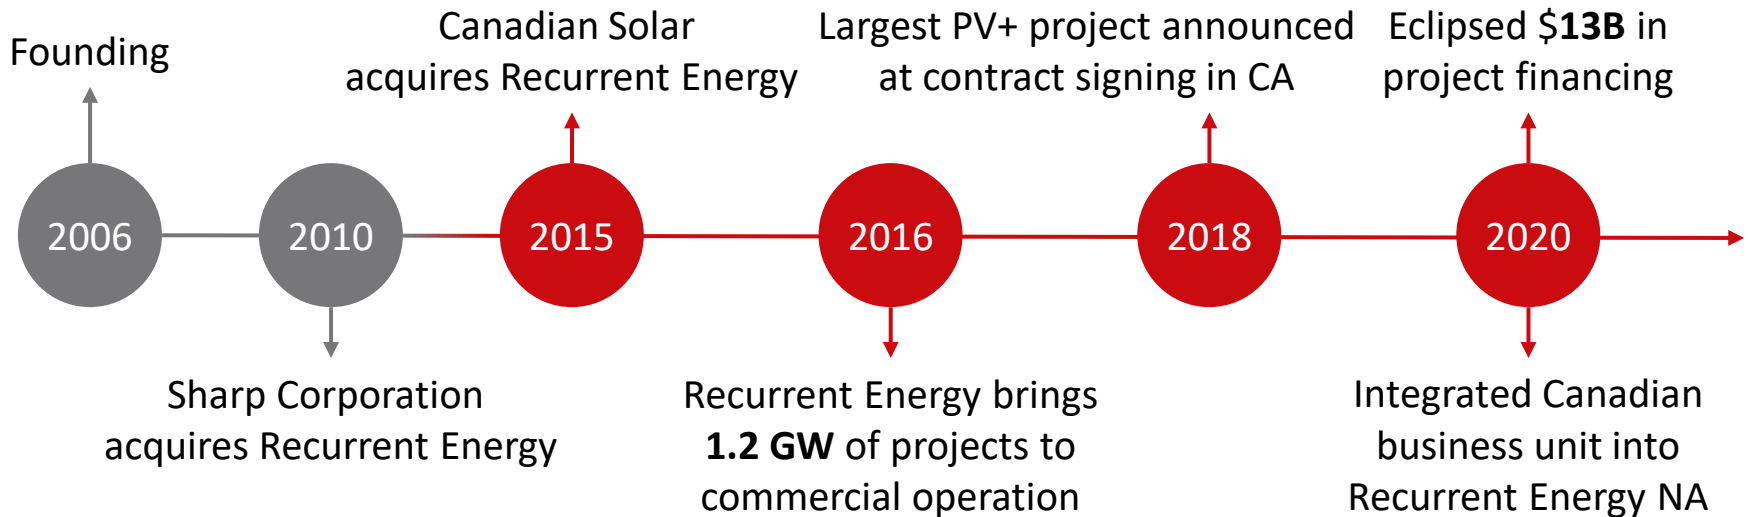 Founding
Canadian Solar
acquires Recurrent Energy
Largest PV+ project announced
at contract signing in CA
Eclipsed $13B in
project financing
2006
2010
2015
2016
2018
2020
Sharp Corporation
acquires Recurrent Energy
Recurrent Energy brings
1.2 GW of projects to
commercial operation
Integrated Canadian
business unit into
Recurrent Energy NA